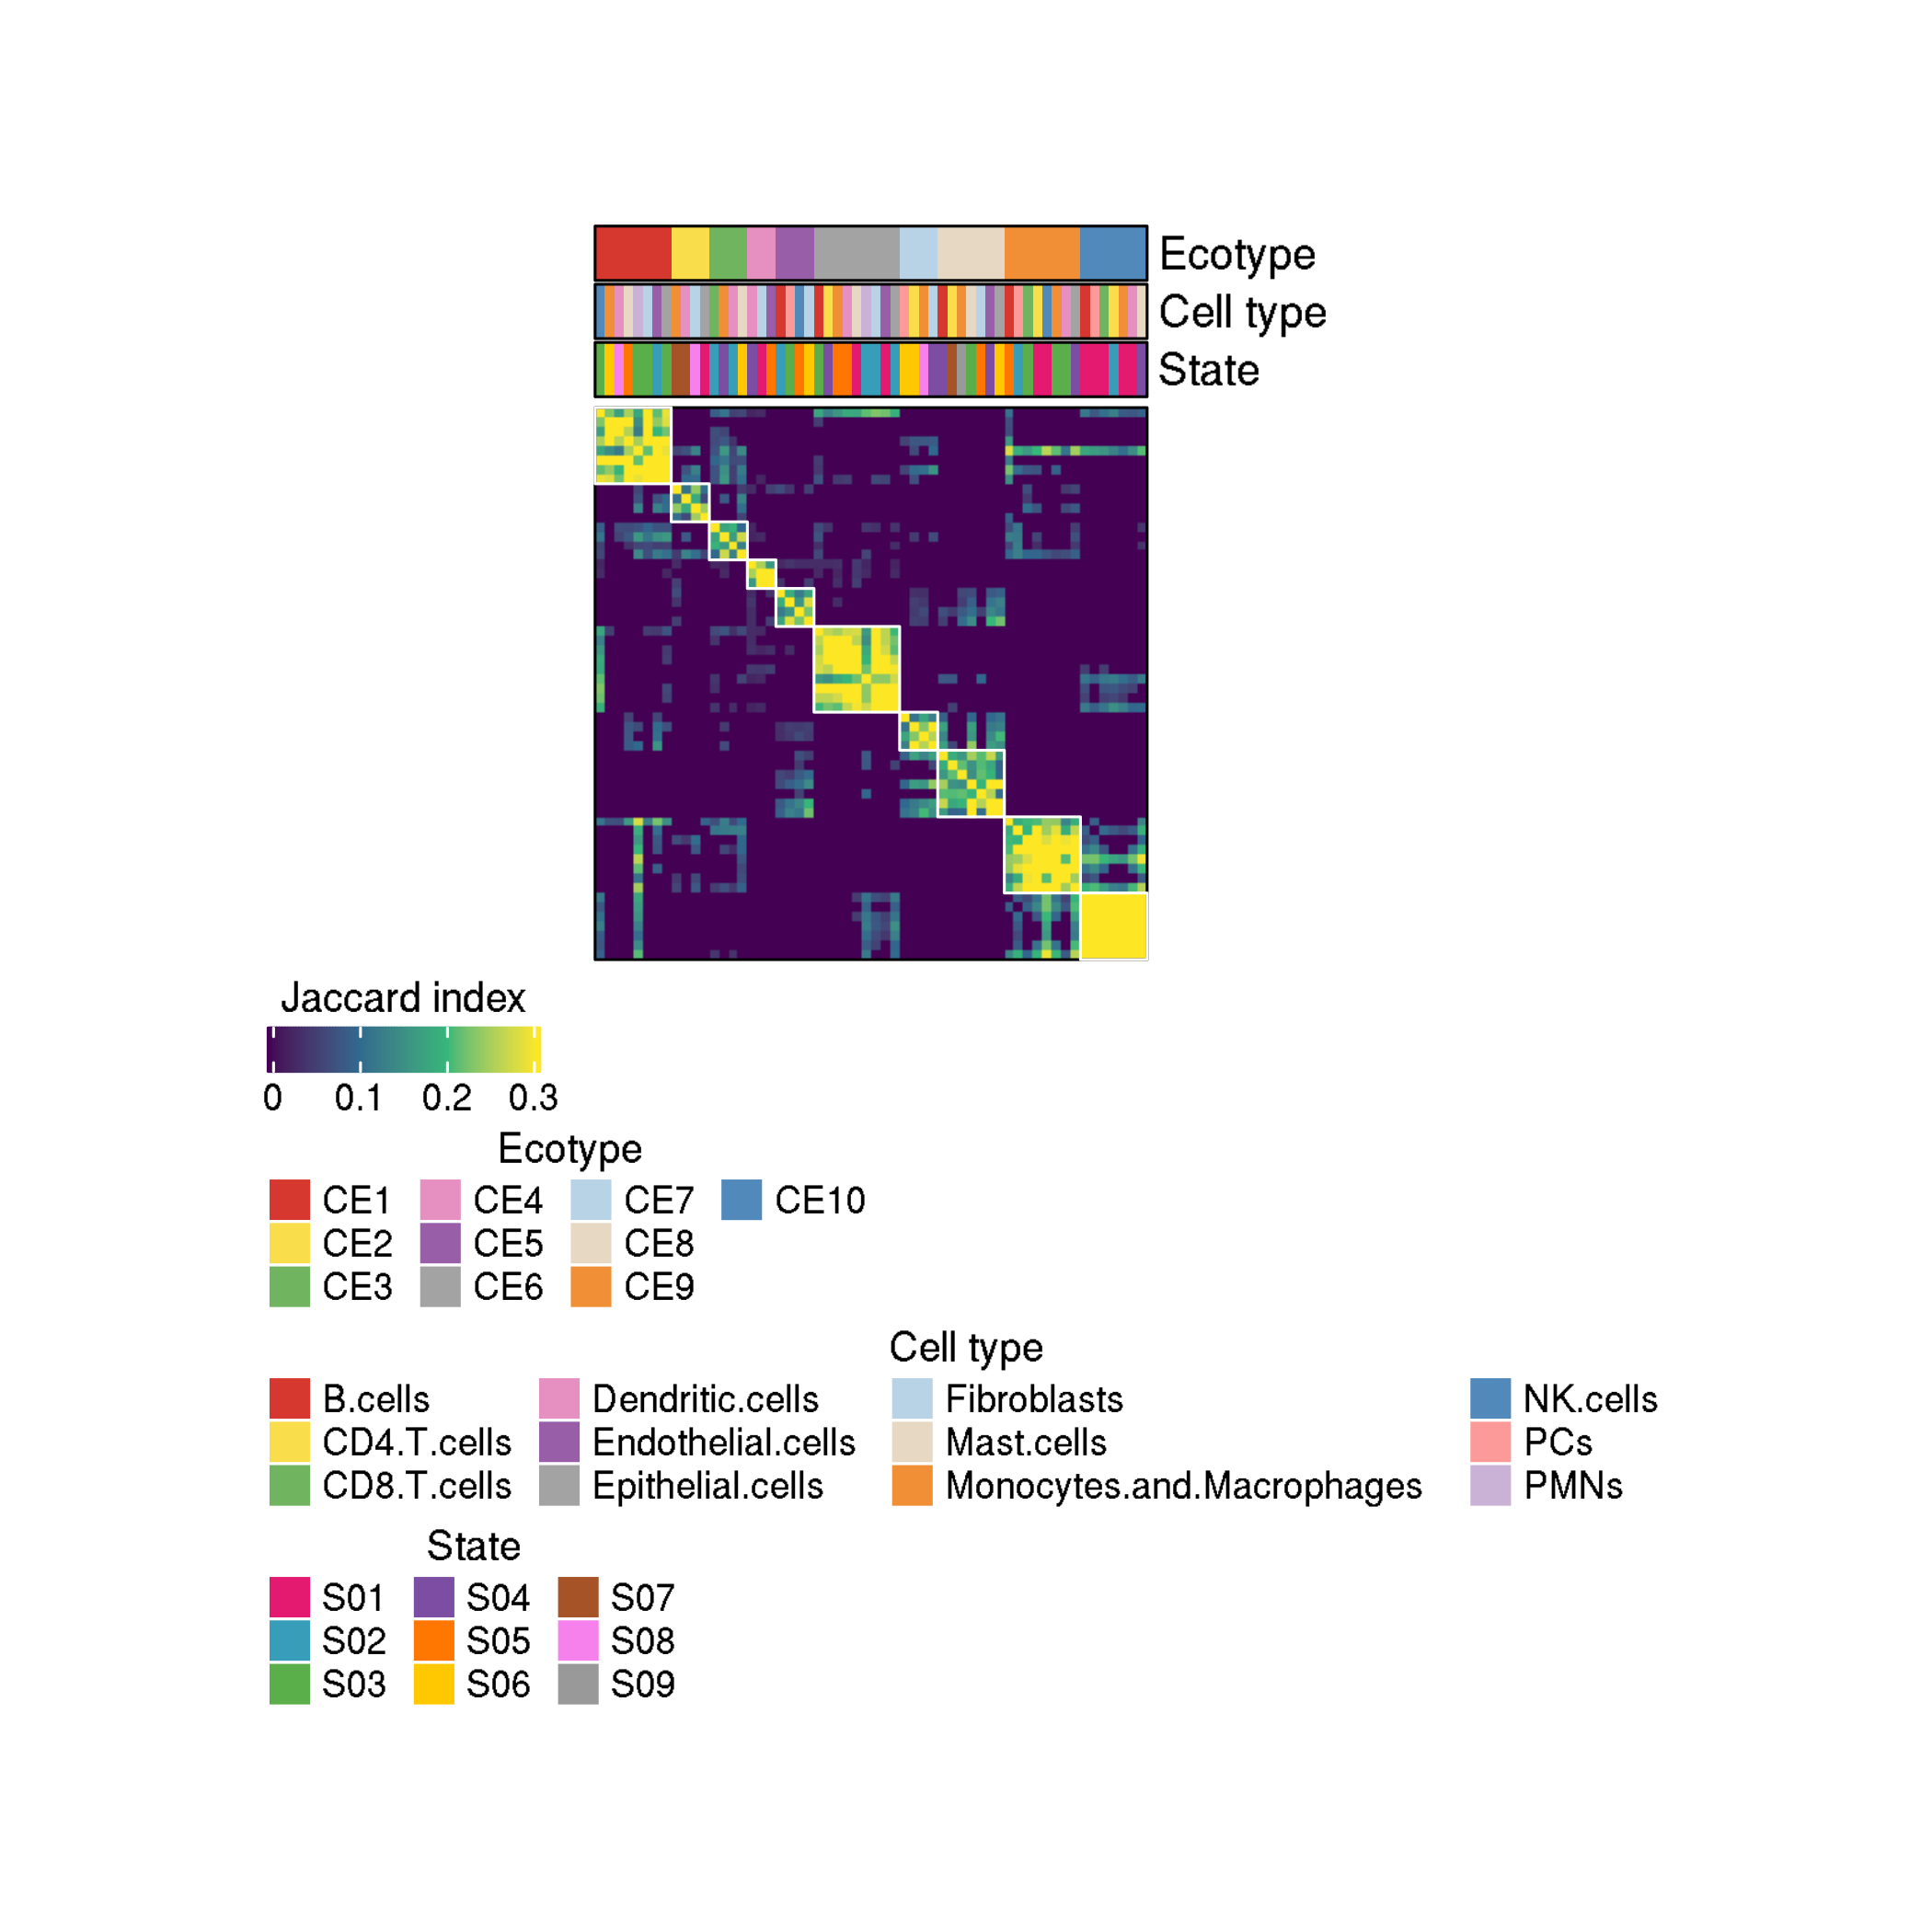 Ecotype
Cell type
State
Jaccard index
0 0.1 0.2 0.3
Ecotype
CE1 CE4 CE7 CE10
CE2 CE5 CE8
CE3 CE6 CE9
Cell type
B.cells Dendritic.cells Fibroblasts NK.cells
CD4.T.cells Endothelial.cells Mast.cells PCs
CD8.T.cells Epithelial.cells Monocytes.and.Macrophages PMNs
State
S01 S04 S07
S02 S05 S08
S03 S06 S09